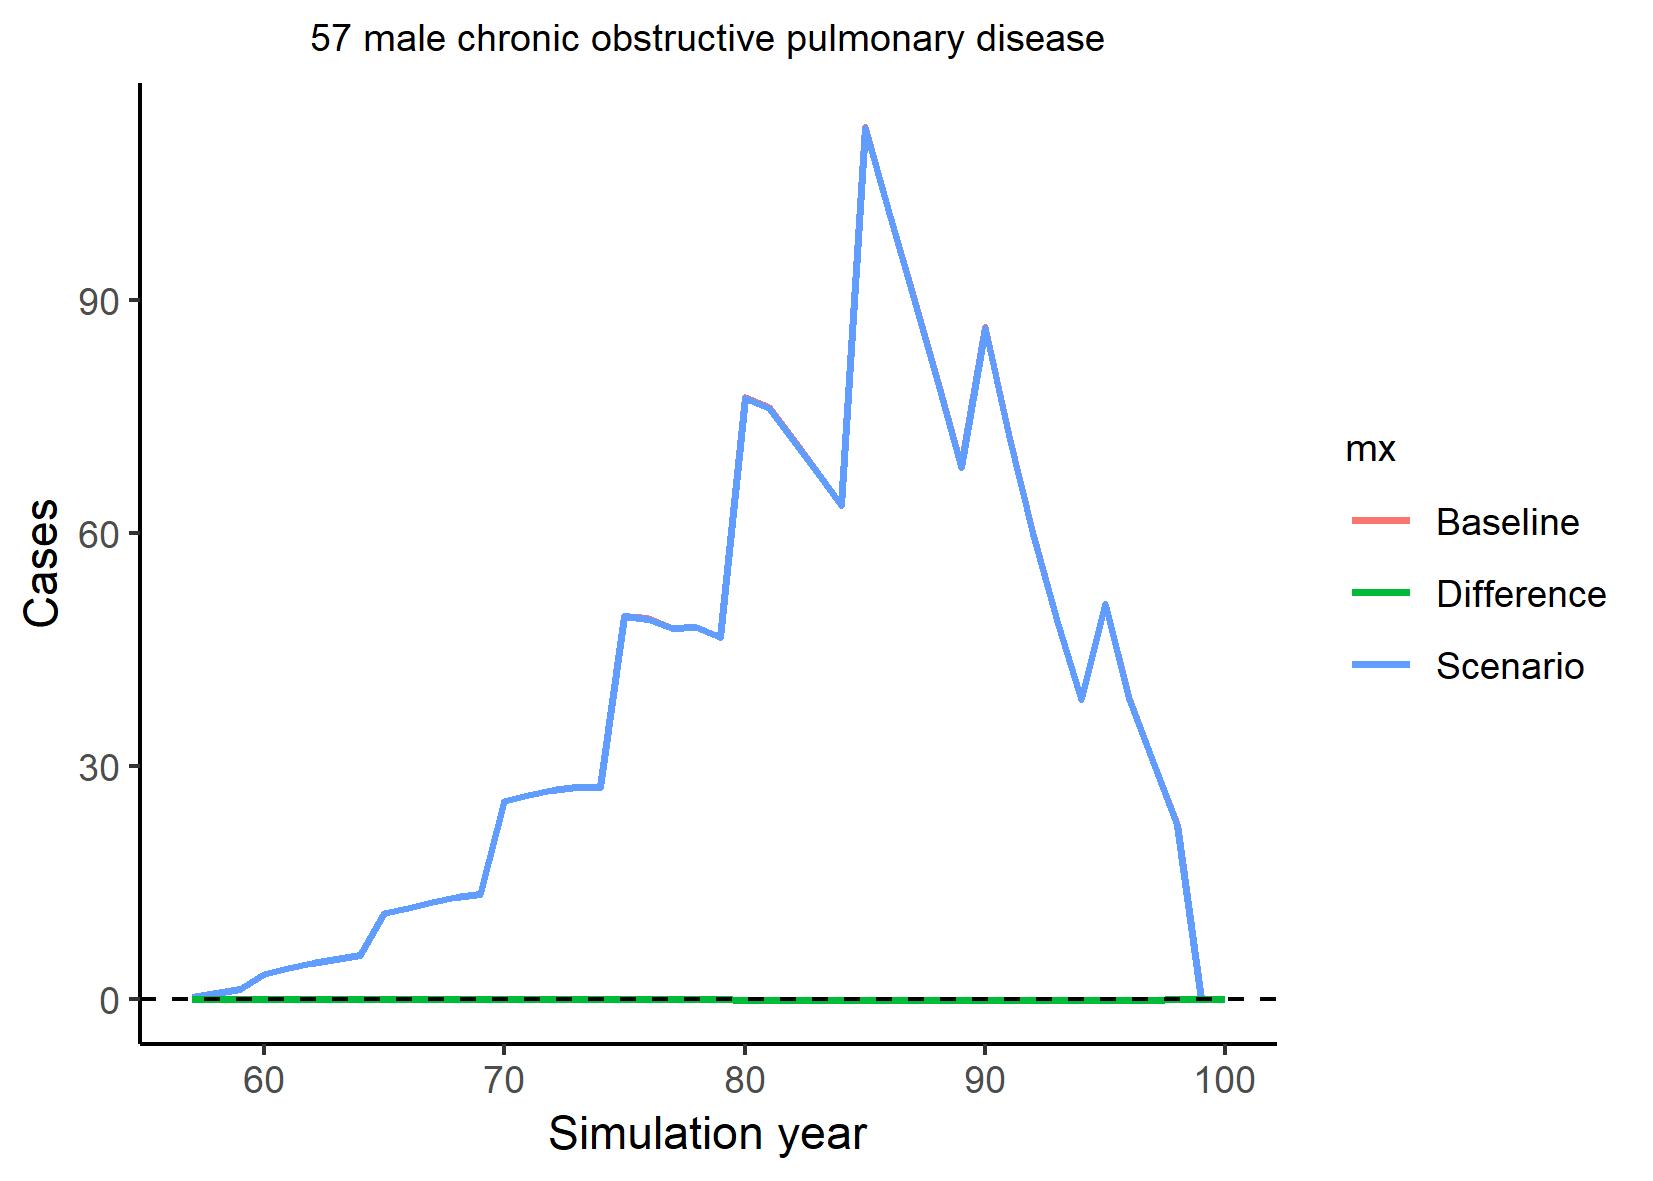 57 male chronic obstructive pulmonary disease
Cases
90
60
30
0
60 70 80 90 100
Simulation year
mx
Baseline
Difference
Scenario